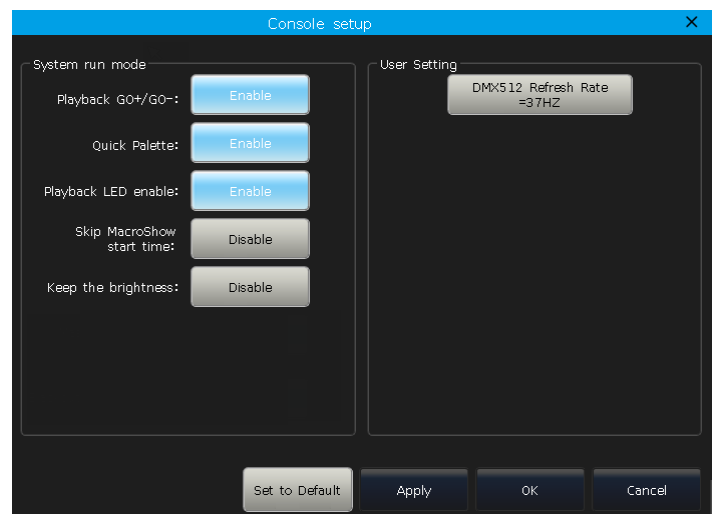 Console setup
System run mode
Playback GO+/GO-: Enable
Quick Palette: Enable
Playback LED enable: Enable
Skip MacroShow
start time: Disable
Keep the brightness: Disable
User Setting
DMX512 Refresh Rate
=37HZ
Set to Default Apply OK Cancel